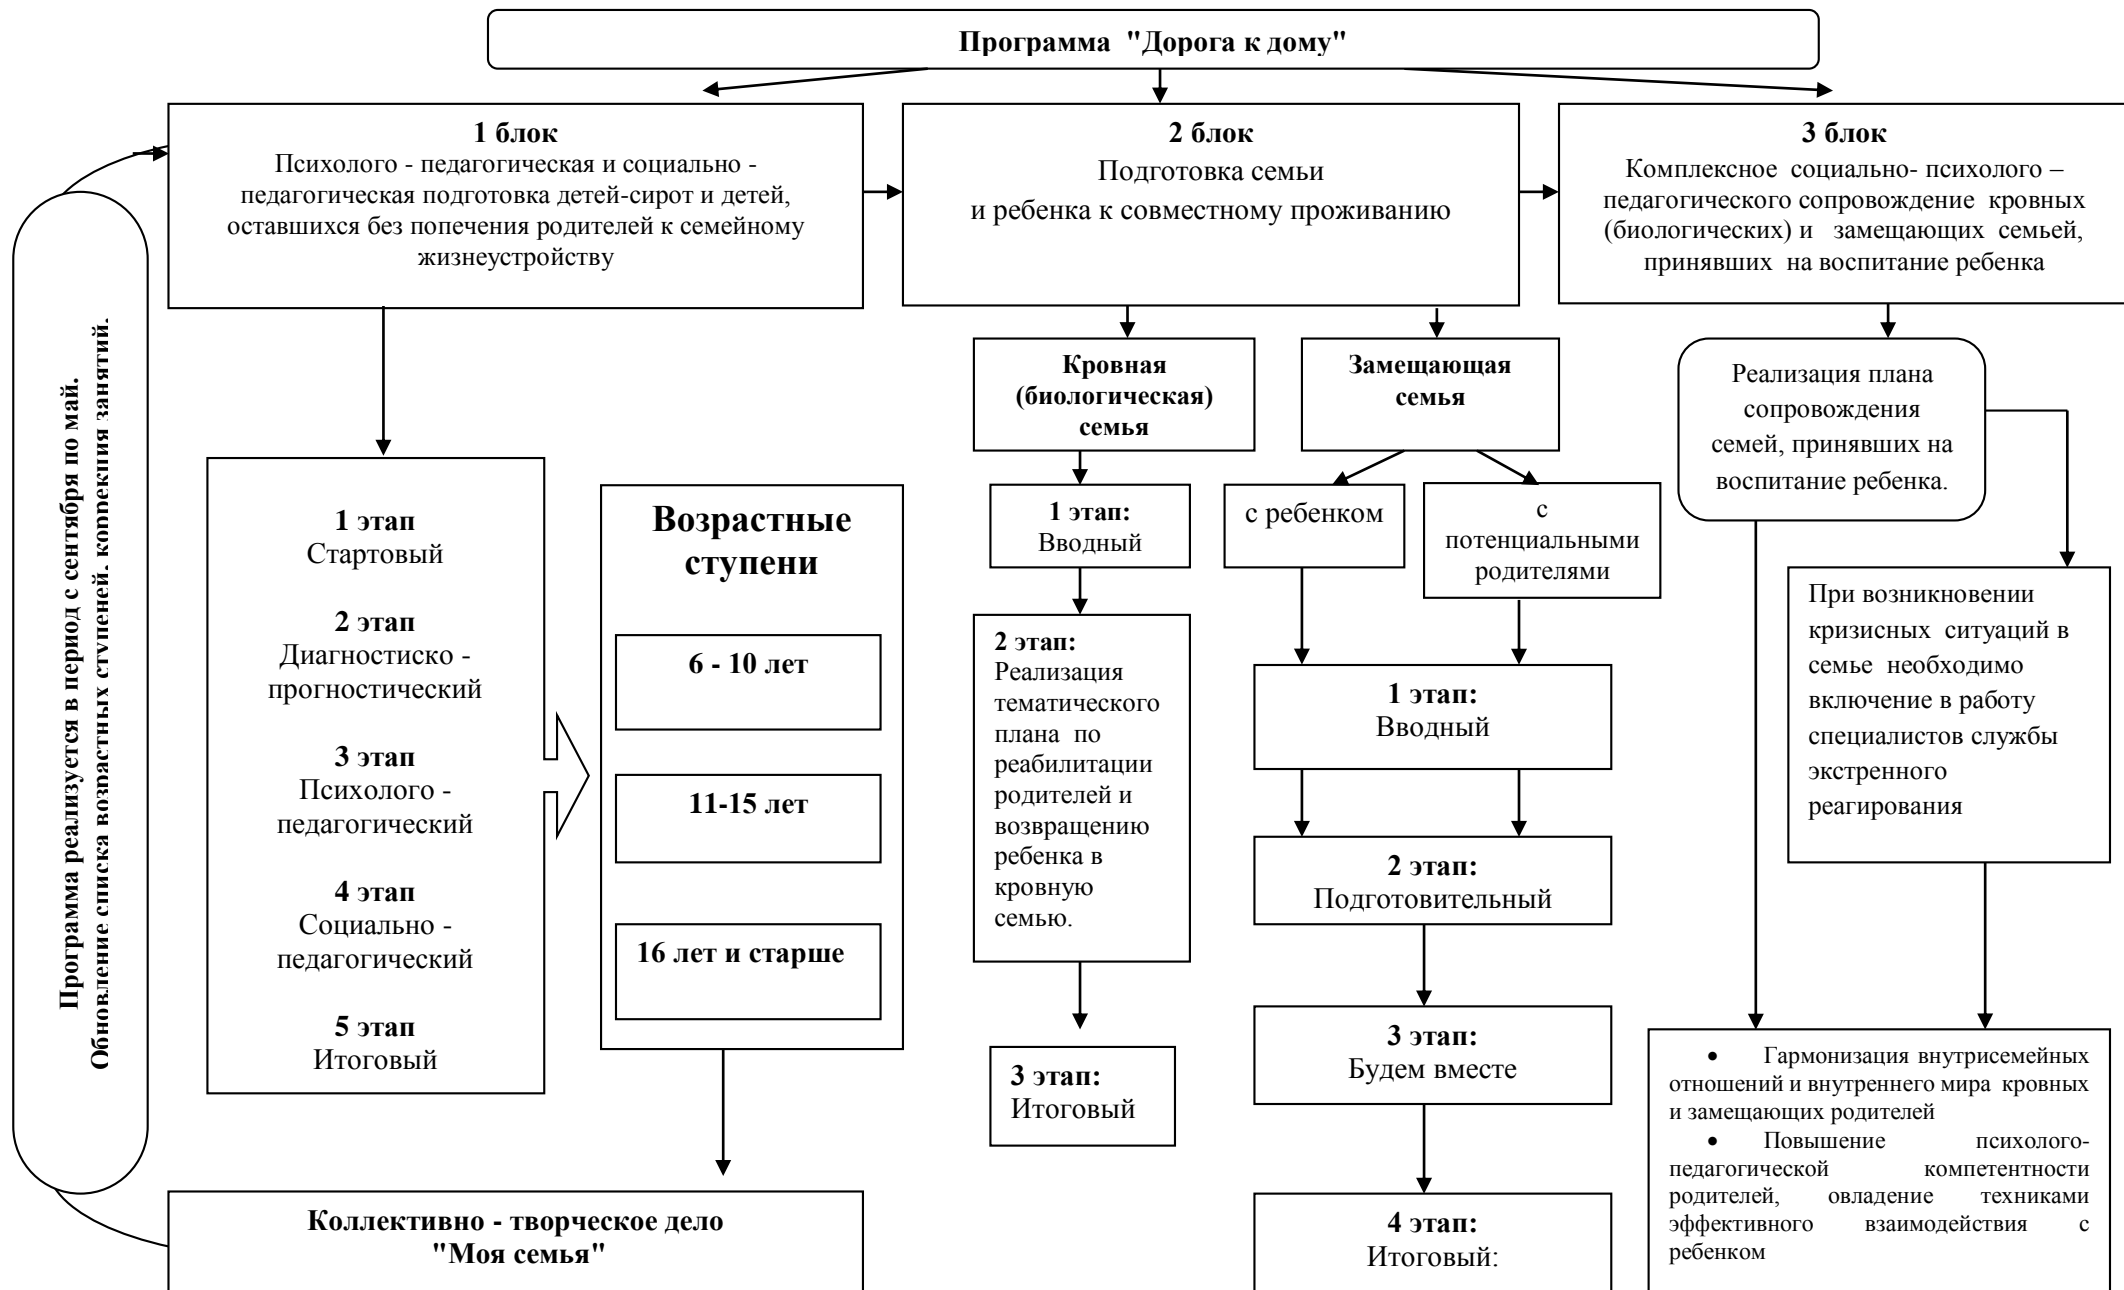 Программа "Дорога к дому"
1 блок
Психолого - педагогическая и социально -
педагогическая подготовка детей-сирот и детей,
оставшихся без попечения родителей к семейному
жизнеустройству
2 блок
Подготовка семьи
и ребенка к совместному проживанию
3 блок
Комплексное социально- психолого –
педагогического сопровождение кровных
(биологических) и замещающих семьей,
принявших на воспитание ребенка
Программа реализуется в период с сентября по май.
Обновление списка возрастных ступеней, коррекция занятий.
1 этап
Стартовый
2 этап
Диагностиско -
прогностический
3 этап
Психолого -
педагогический
4 этап
Социально -
педагогический
5 этап
Итоговый
Возрастные
ступени
6 - 10 лет
11-15 лет
16 лет и старше
Коллективно - творческое дело
"Моя семья"
Кровная
(биологическая)
семья
1 этап:
Вводный
2 этап:
Реализация
тематического
плана по
реабилитации
родителей и
возвращению
ребенка в
кровную
семью.
3 этап:
Итоговый
Замещающая
семья
с ребенком
с
потенциальными
родителями
1 этап:
Вводный
2 этап:
Подготовительный
3 этап:
Будем вместе
4 этап:
Итоговый:
Реализация плана
сопровождения
семей, принявших на
воспитание ребенка.
При возникновении
кризисных ситуаций в
семье необходимо
включение в работу
специалистов службы
экстренного
реагирования
• Гармонизация внутрисемейных
отношений и внутреннего мира кровных
и замещающих родителей
• Повышение психолого-
педагогической компетентности
родителей, овладение техниками
эффективного взаимодействия с
ребенком